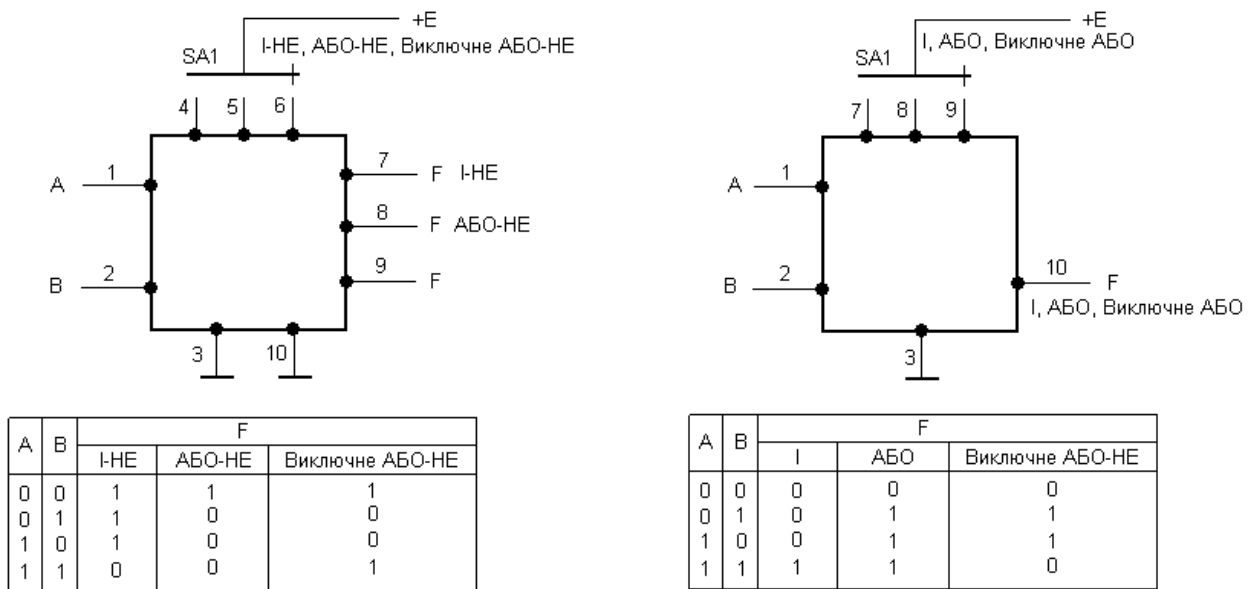 +E
І-НЕ, АБО-НЕ, Виключне АБО-НЕ
SA1
4 5 6
1
A
7
F І-НЕ
8
F АБО-НЕ
2
B
9
F
3 10
+E
І, АБО, Виключне АБО
SA1
7 8 9
1
A
2
B
10
F
І, АБО, Виключне АБО
3
A B F
І-НЕ АБО-НЕ Виключне АБО-НЕ
0 0 1 1 1
0 1 1 0 0
1 0 1 0 0
1 1 0 0 1
A B F
І АБО Виключне АБО-НЕ
0 0 0 0 0
0 1 0 1 1
1 0 0 1 1
1 1 1 1 0